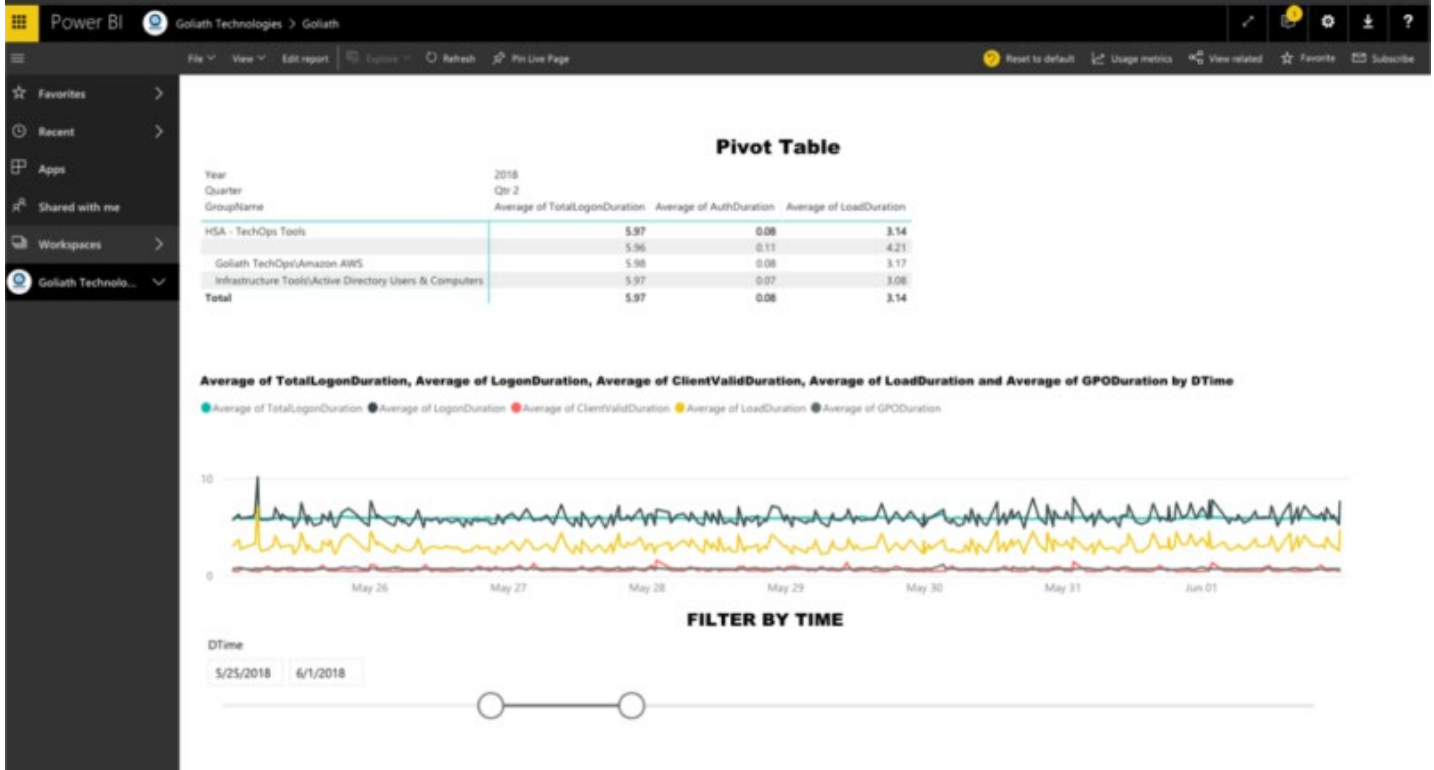 Power BI Goliath Technologies > Goliath 1 ?
File View Edit report Explore Refresh Pin Live Page Reset to default Usage metrics View related Favorite Subscribe
Favorites
Recent
Apps
Shared with me
Workspaces
Goliath Technolo...
Pivot Table
Year 2018
Quarter Qtr 2
GroupName Average of TotalLogonDuration Average of AuthDuration Average of LoadDuration
HSA - TechOps Tools 5.97 0.08 3.14
5.96 0.11 4.21
Goliath TechOps\Amazon AWS 5.98 0.08 3.17
Infrastructure Tools\Active Directory Users & Computers 5.97 0.07 3.08
Total 5.97 0.08 3.14
Average of TotalLogonDuration, Average of LogonDuration, Average of ClientValidDuration, Average of LoadDuration and Average of GPODuration by DTime
Average of TotalLogonDuration Average of LogonDuration Average of ClientValidDuration Average of LoadDuration Average of GPODuration
10
0
May 26 May 27 May 28 May 29 May 30 May 31 Jun 01
FILTER BY TIME
DTime
5/25/2018 6/1/2018